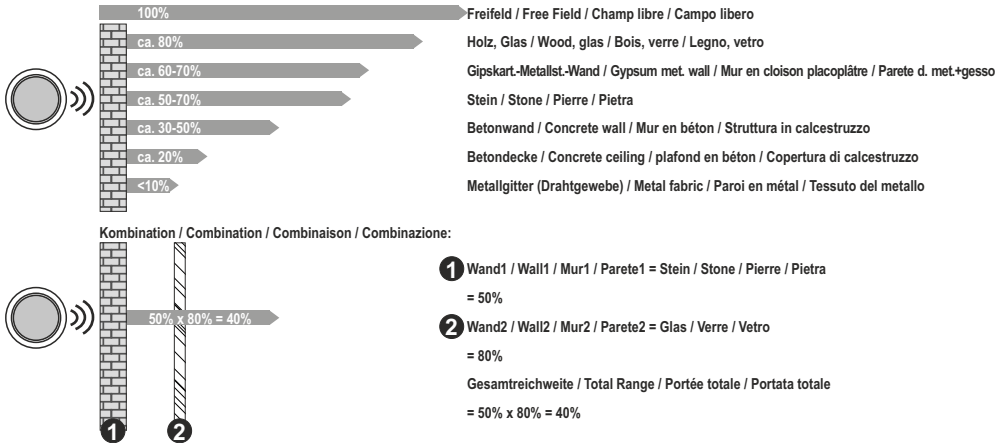 100% Freifeld / Free Field / Champ libre / Campo libero
ca. 80% Holz, Glas / Wood, glas / Bois, verre / Legno, vetro
ca. 60-70% Gipskart.-Metallst.-Wand / Gypsum met. wall / Mur en cloison placoplâtre / Parete d. met.+gesso
ca. 50-70% Stein / Stone / Pierre / Pietra
ca. 30-50% Betonwand / Concrete wall / Mur en béton / Struttura in calcestruzzo
ca. 20% Betondecke / Concrete ceiling / plafond en béton / Copertura di calcestruzzo
<10% Metallgitter (Drahtgewebe) / Metal fabric / Paroi en métal / Tessuto del metallo
Kombination / Combination / Combinaison / Combinazione:
1 Wand1 / Wall1 / Mur1 / Parete1 = Stein / Stone / Pierre / Pietra
= 50%
50% x 80% = 40%
2 Wand2 / Wall2 / Mur2 / Parete2 = Glas / Verre / Vetro
= 80%
Gesamtreichweite / Total Range / Portée totale / Portata totale
= 50% x 80% = 40%
1 2